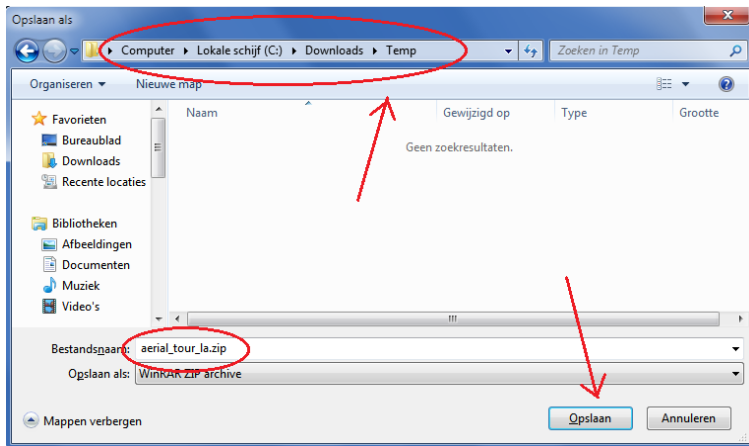 Opslaan als
Computer Lokale schijf (C:) Downloads Temp Zoeken in Temp
Organiseren Nieuwe map
Naam Gewijzigd op Type Grootte
Geen zoekresultaten.
Favorieten
Bureaublad
Downloads
Recente locaties
Bibliotheken
Afbeeldingen
Documenten
Muziek
Video's
Bestandsnaam: aerial_tour_la.zip
Opslaan als: WinRAR ZIP archive
Mappen verbergen Opslaan Annuleren